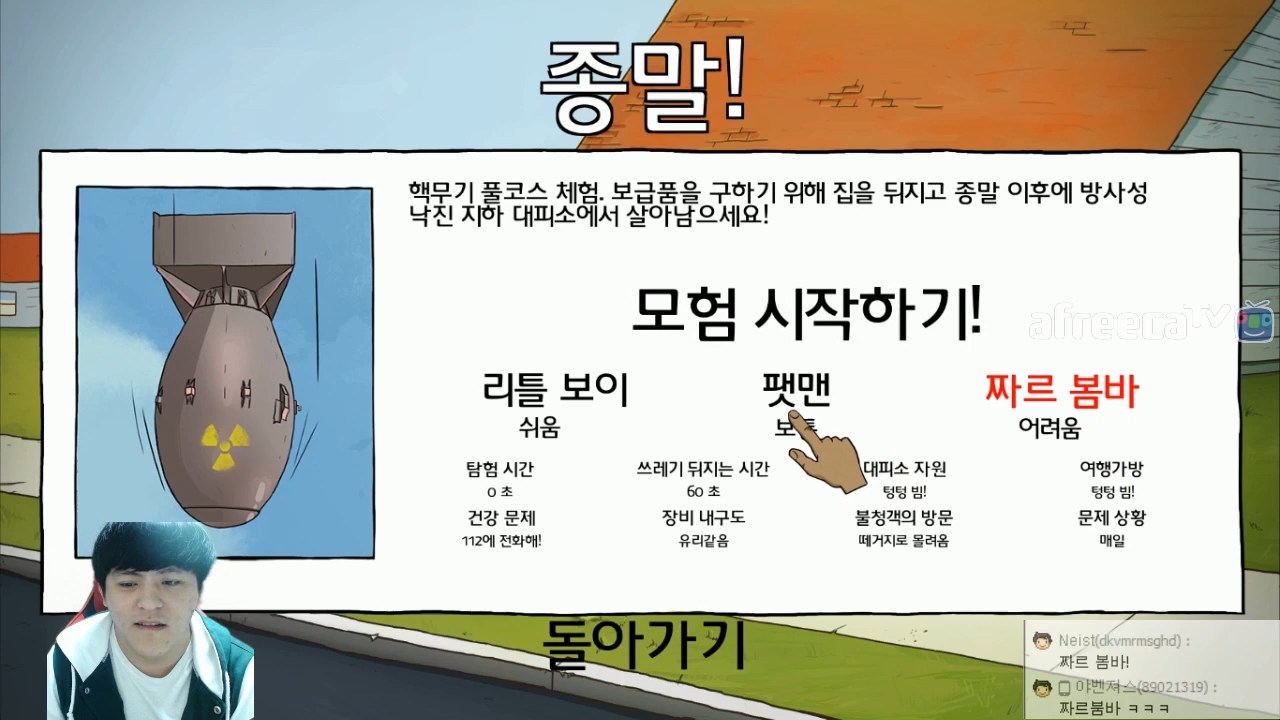 종말!
핵무기 풀코스 체험. 보급품을 구하기 위해 집을 뒤지고 종말 이후에 방사성
낙진 지하 대피소에서 살아남으세요!
모험 시작하기!
afreecaTV
리틀 보이 팻맨 짜르 봄바
쉬움 보통 어려움
탐험 시간 쓰레기 뒤지는 시간 대피소 자원 여행가방
0 초 60 초 텅텅 빔! 텅텅 빔!
건강 문제 장비 내구도 불청객의 방문 문제 상황
112에 전화해! 유리같음 떼거지로 몰려옴 매일
돌아가기
Neist(dkvmrmsghd) :
짜르 봄바!
야벤져스(89021319) :
짜르붐바 ㅋㅋㅋ